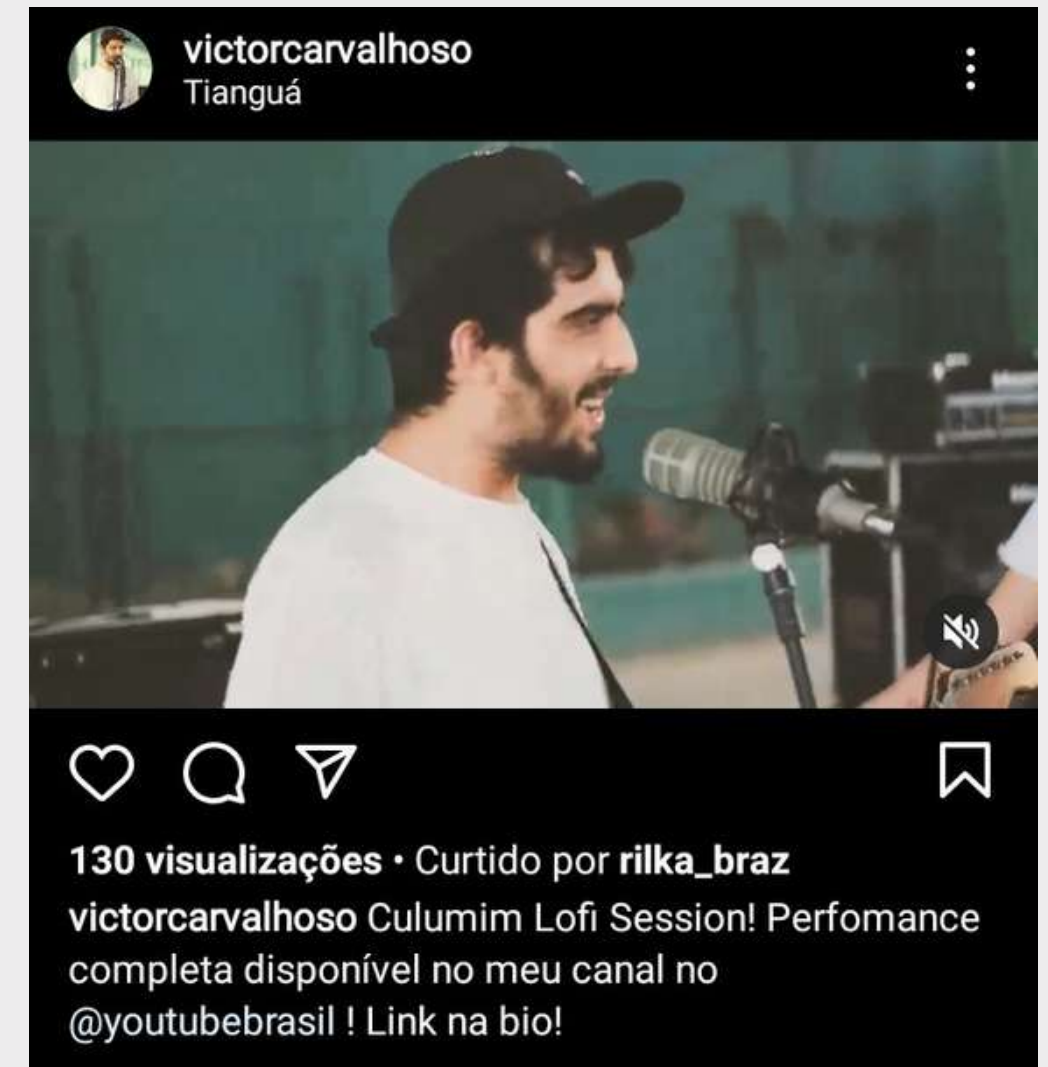 victorcarvalhoso
Tianguá
130 visualizações • Curtido por rilka_braz
victorcarvalhoso Culumim Lofi Session! Perfomance
completa disponível no meu canal no
@youtubebrasil ! Link na bio!